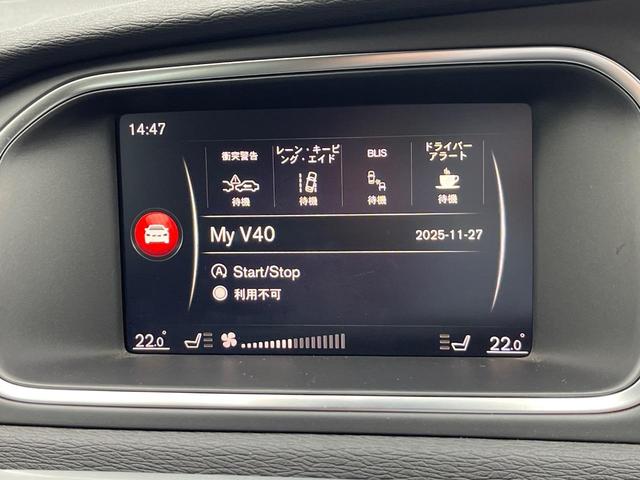 14:47
衝突警告
レーン・キーピ
ング・エイド
BLIS
ドライバー
アラート
待機
待機
待機
待機
My V40
2025-11-27
A Start/Stop
利用不可
22.0°
22.0°